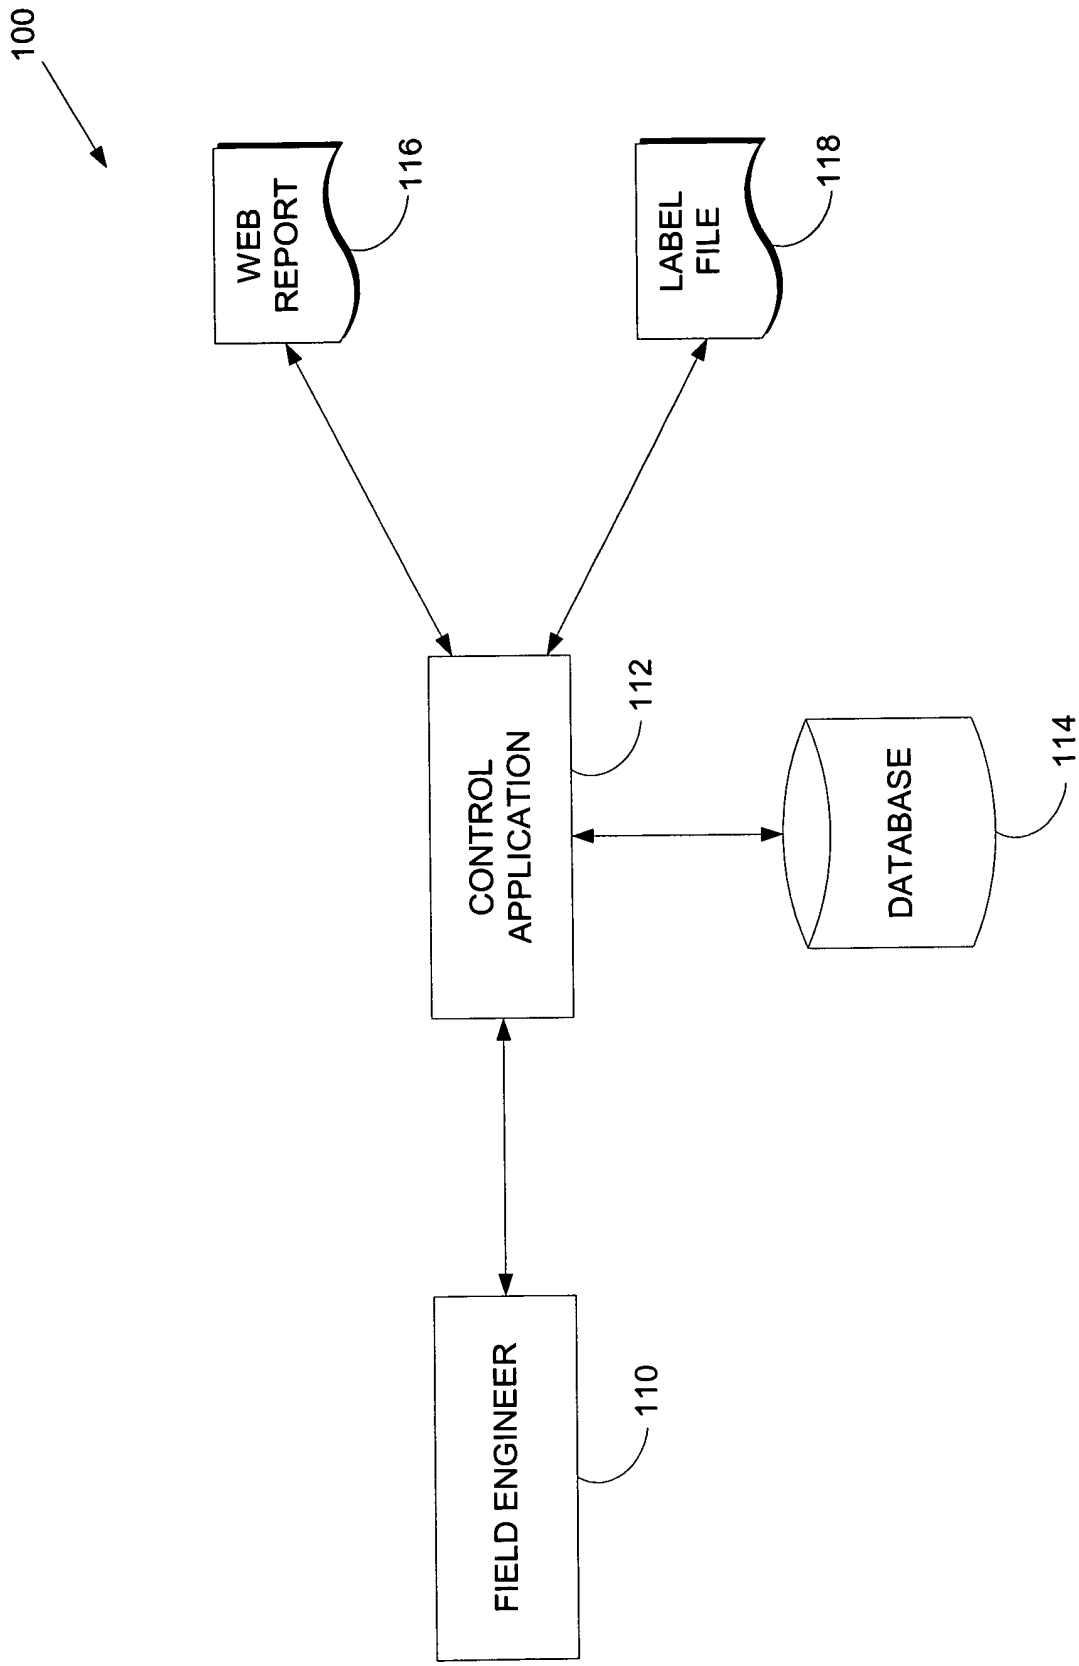 100
WEB
REPORT
116
LABEL
FILE
118
CONTROL
APPLICATION
112
DATABASE
114
FIELD ENGINEER
110